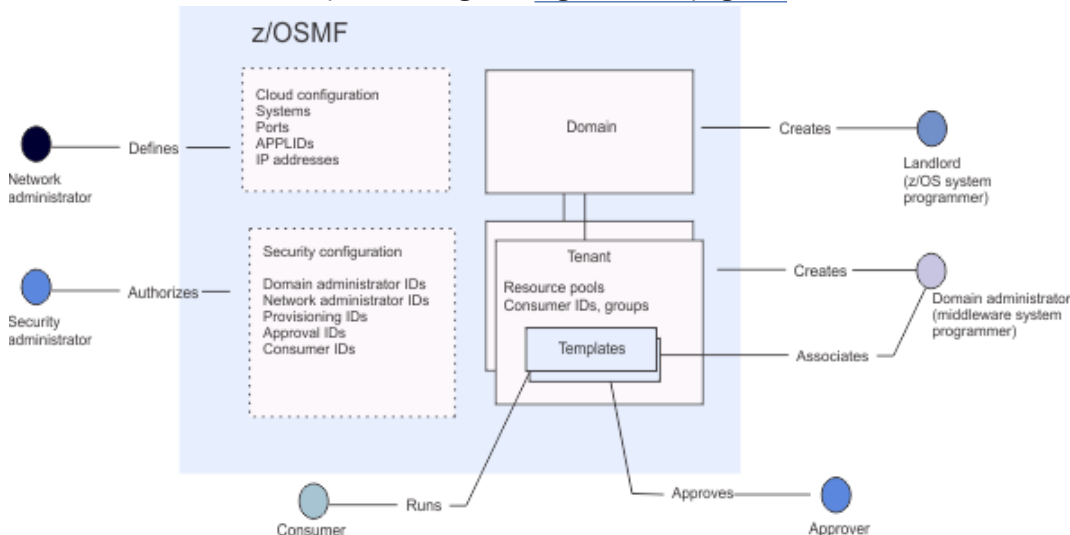 z/OSMF
Cloud configuration
Systems
Ports
APPLIDs
IP addresses
Domain
Creates
Landlord
(z/OS system
programmer)
Defines
Network
administrator
Security configuration
Domain administrator IDs
Network administrator IDs
Provisioning IDs
Approval IDs
Consumer IDs
Tenant
Resource pools
Consumer IDs, groups
Templates
Creates
Domain administrator
(middleware system
programmer)
Associates
Authorizes
Security
administrator
Runs
Consumer
Approves
Approver